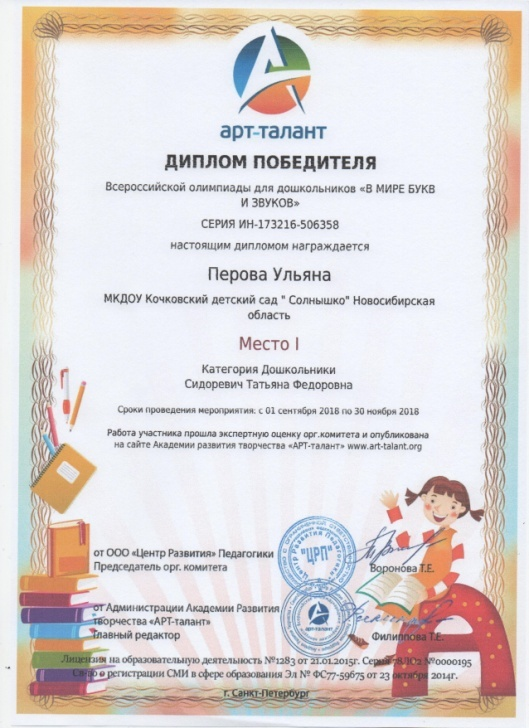 АРТ-ТАЛАНТ
ДИПЛОМ ПОБЕДИТЕЛЯ
Всероссийской олимпиады для дошкольников «В МИРЕ БУКВ
И ЗВУКОВ»
СЕРИЯ ИН-173216-506358
настоящим дипломом награждается
Перова Ульяна
МКДОУ Кочковский детский сад " Солнышко" Новосибирская
область
Место I
Категория Дошкольники
Сидоревич Татьяна Федоровна
Сроки проведения мероприятия: с 01 сентября 2018 по 30 ноября 2018
Работа участника прошла экспертную оценку орг.комитета и опубликована
на сайте Академии развития творчества «АРТ-талант» www.art-talant.org
от ООО «Центр Развития» Педагогики
Председатель орг. комитета
"ЦРП"
Воронова Т.Е.
от Администрации Академии Развития
творчества «АРТ-талант»
Главный редактор
АРТ-ТАЛАНТ
Филиппова Т.Е.
Лицензия на образовательную деятельность №1283 от 21.01.2015г. Серия 78ЛО2 №0000195
Св-во о регистрации СМИ в сфере образования Эл № ФС77-59675 от 23 октября 2014г.
г. Санкт-Петербург